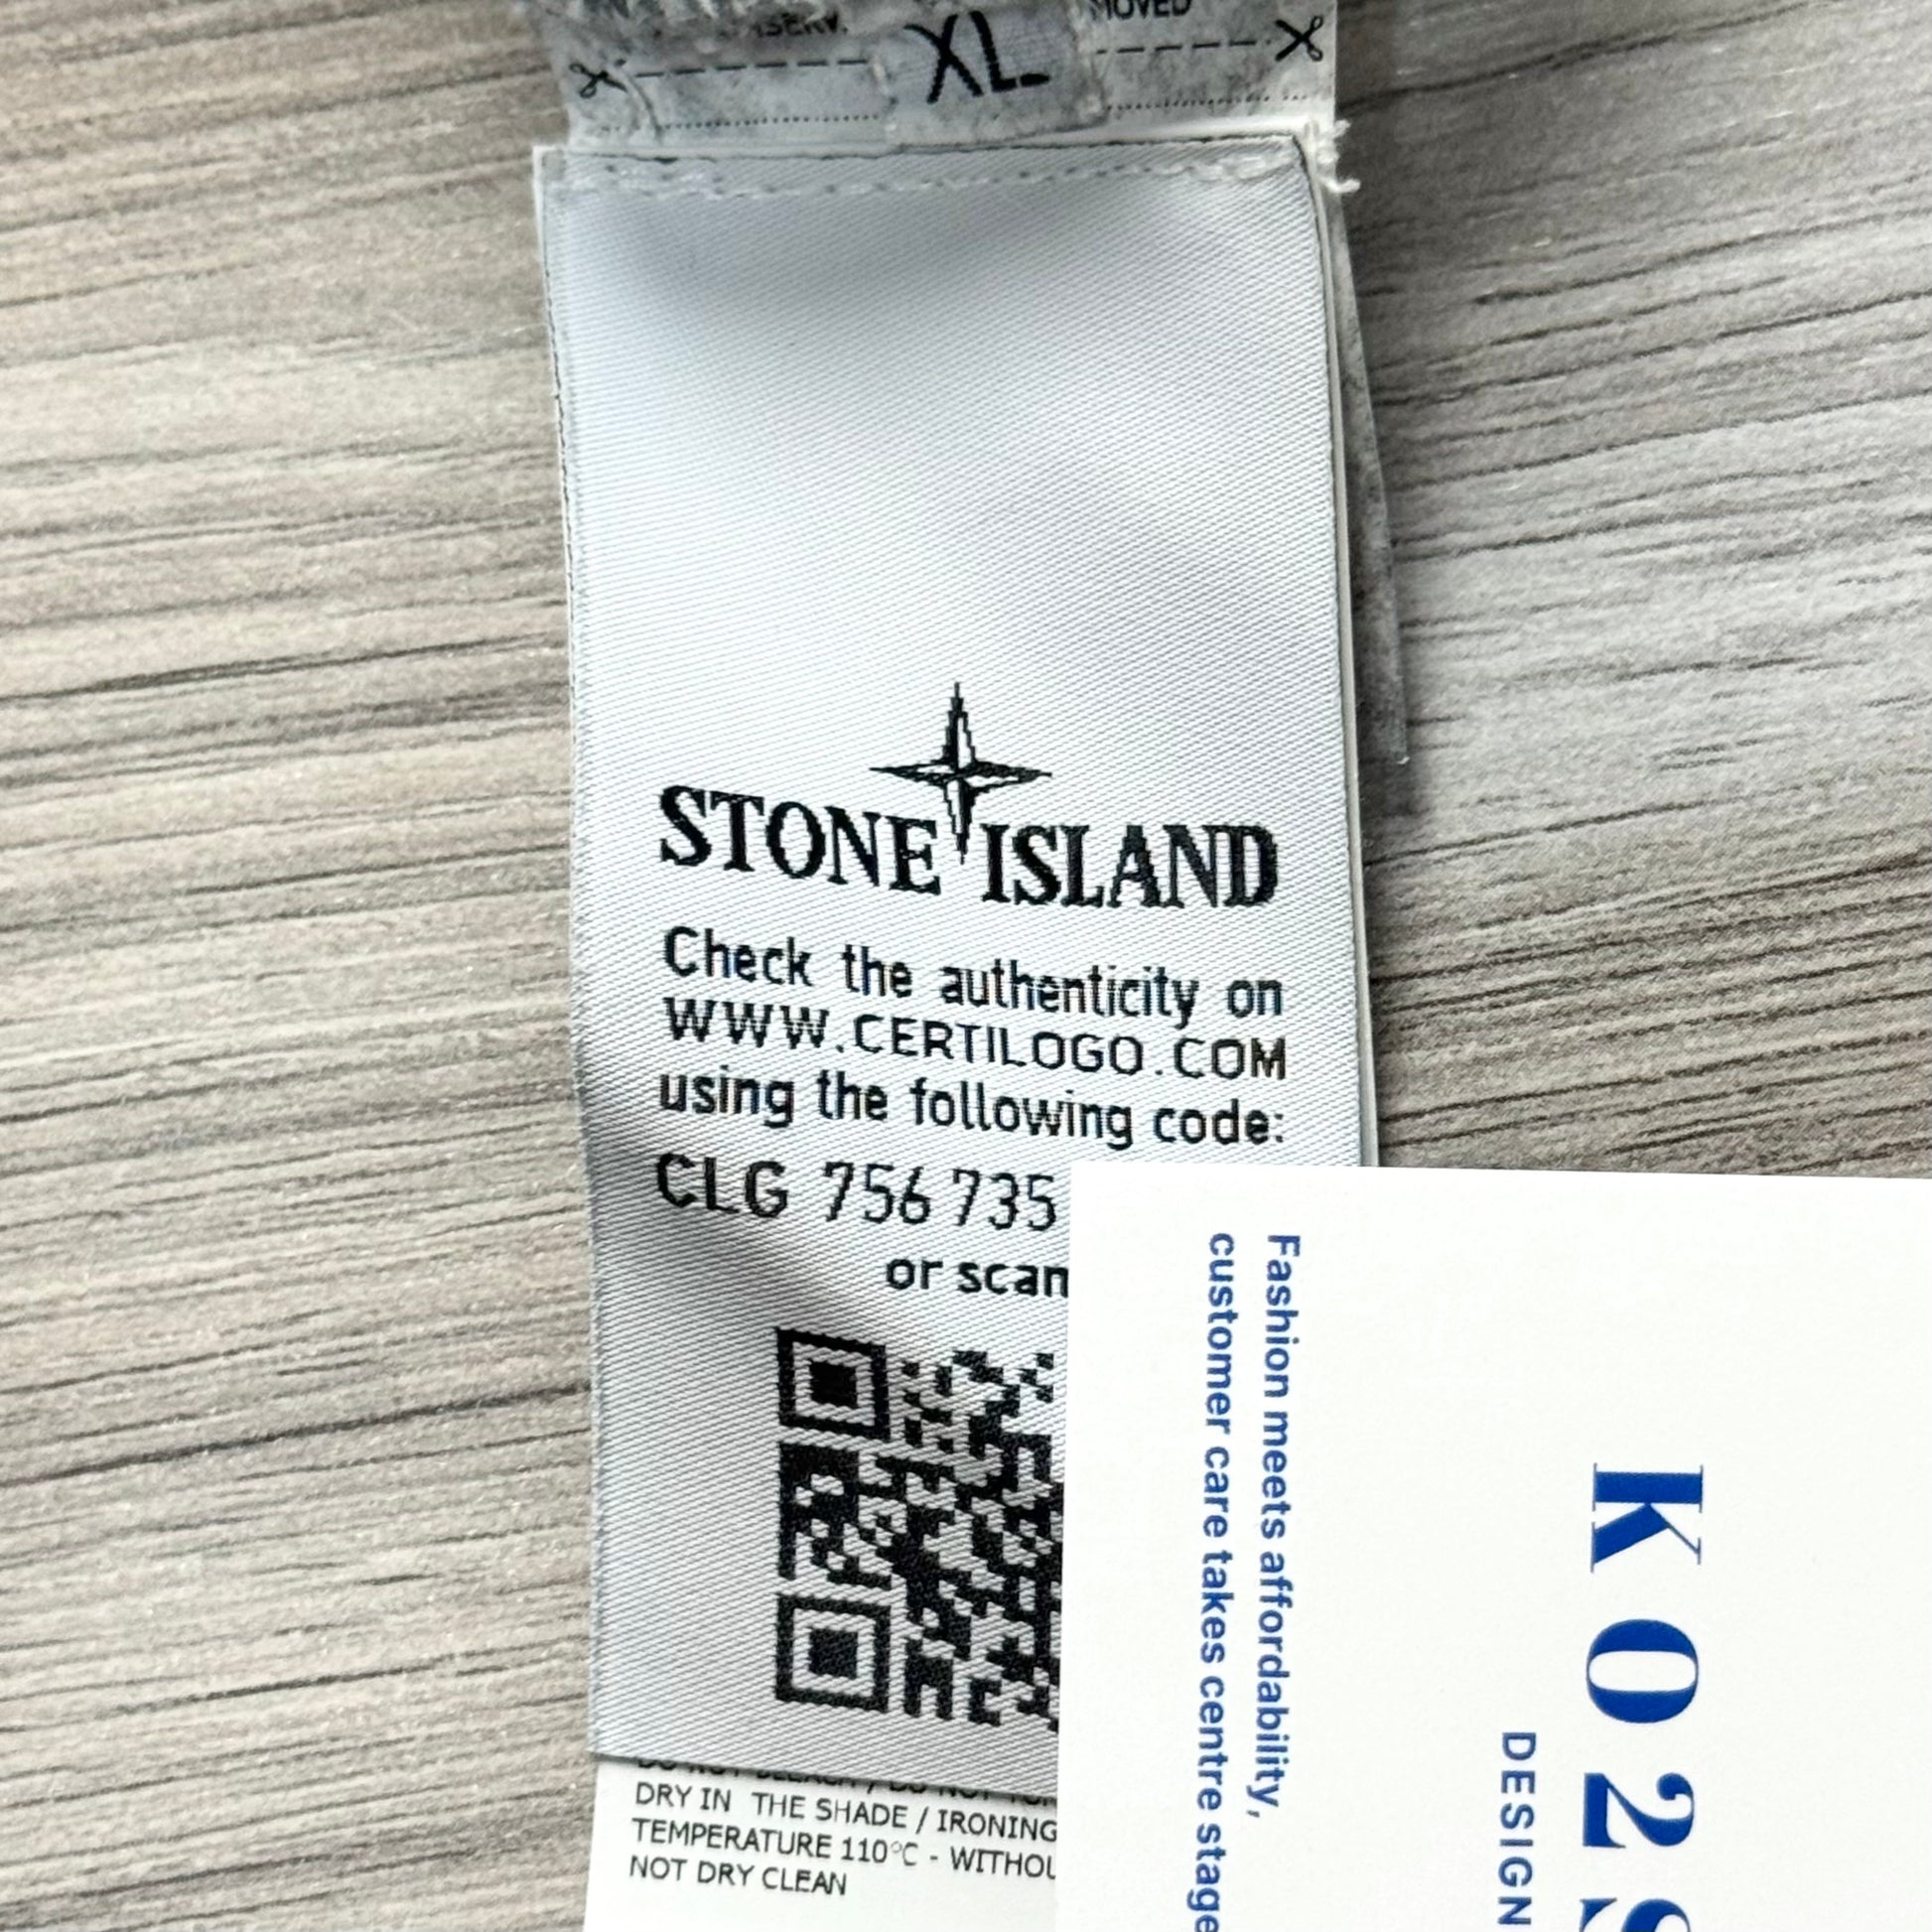 XL
STONE ISLAND
Check the authenticity on
WWW.CERTILOGO.COM
using the following code:
CLG 756 735
or scan
DRY IN THE SHADE / IRONING
TEMPERATURE 110°C - WITHOU
NOT DRY CLEAN
Fashion meets affordability,
customer care takes centre stage
K02S
DESIGN